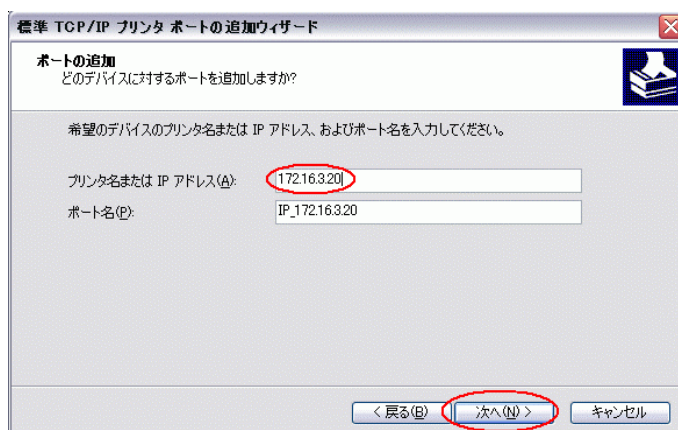 標準 TCP/IP プリンタ ポートの追加ウィザード
ポートの追加
どのデバイスに対するポートを追加しますか?
希望のデバイスのプリンタ名または IP アドレス、およびポート名を入力してください。
プリンタ名または IP アドレス(A): 172.16.3.20
ポート名(P): IP_172.16.3.20
< 戻る(B) 次へ(N) > キャンセル